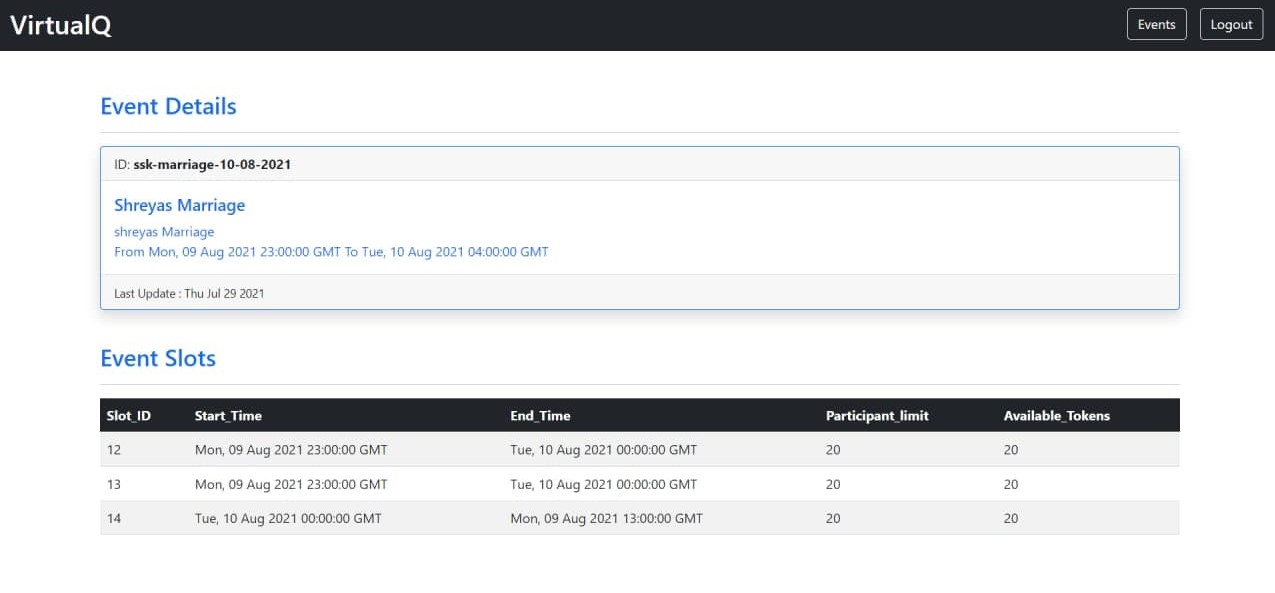 VirtualQ Events Logout
Event Details
ID: ssk-marriage-10-08-2021
Shreyas Marriage
shreyas Marriage
From Mon, 09 Aug 2021 23:00:00 GMT To Tue, 10 Aug 2021 04:00:00 GMT
Last Update : Thu Jul 29 2021
Event Slots
Slot_ID Start_Time End_Time Participant_limit Available_Tokens
12 Mon, 09 Aug 2021 23:00:00 GMT Tue, 10 Aug 2021 00:00:00 GMT 20 20
13 Mon, 09 Aug 2021 23:00:00 GMT Tue, 10 Aug 2021 00:00:00 GMT 20 20
14 Tue, 10 Aug 2021 00:00:00 GMT Mon, 09 Aug 2021 13:00:00 GMT 20 20